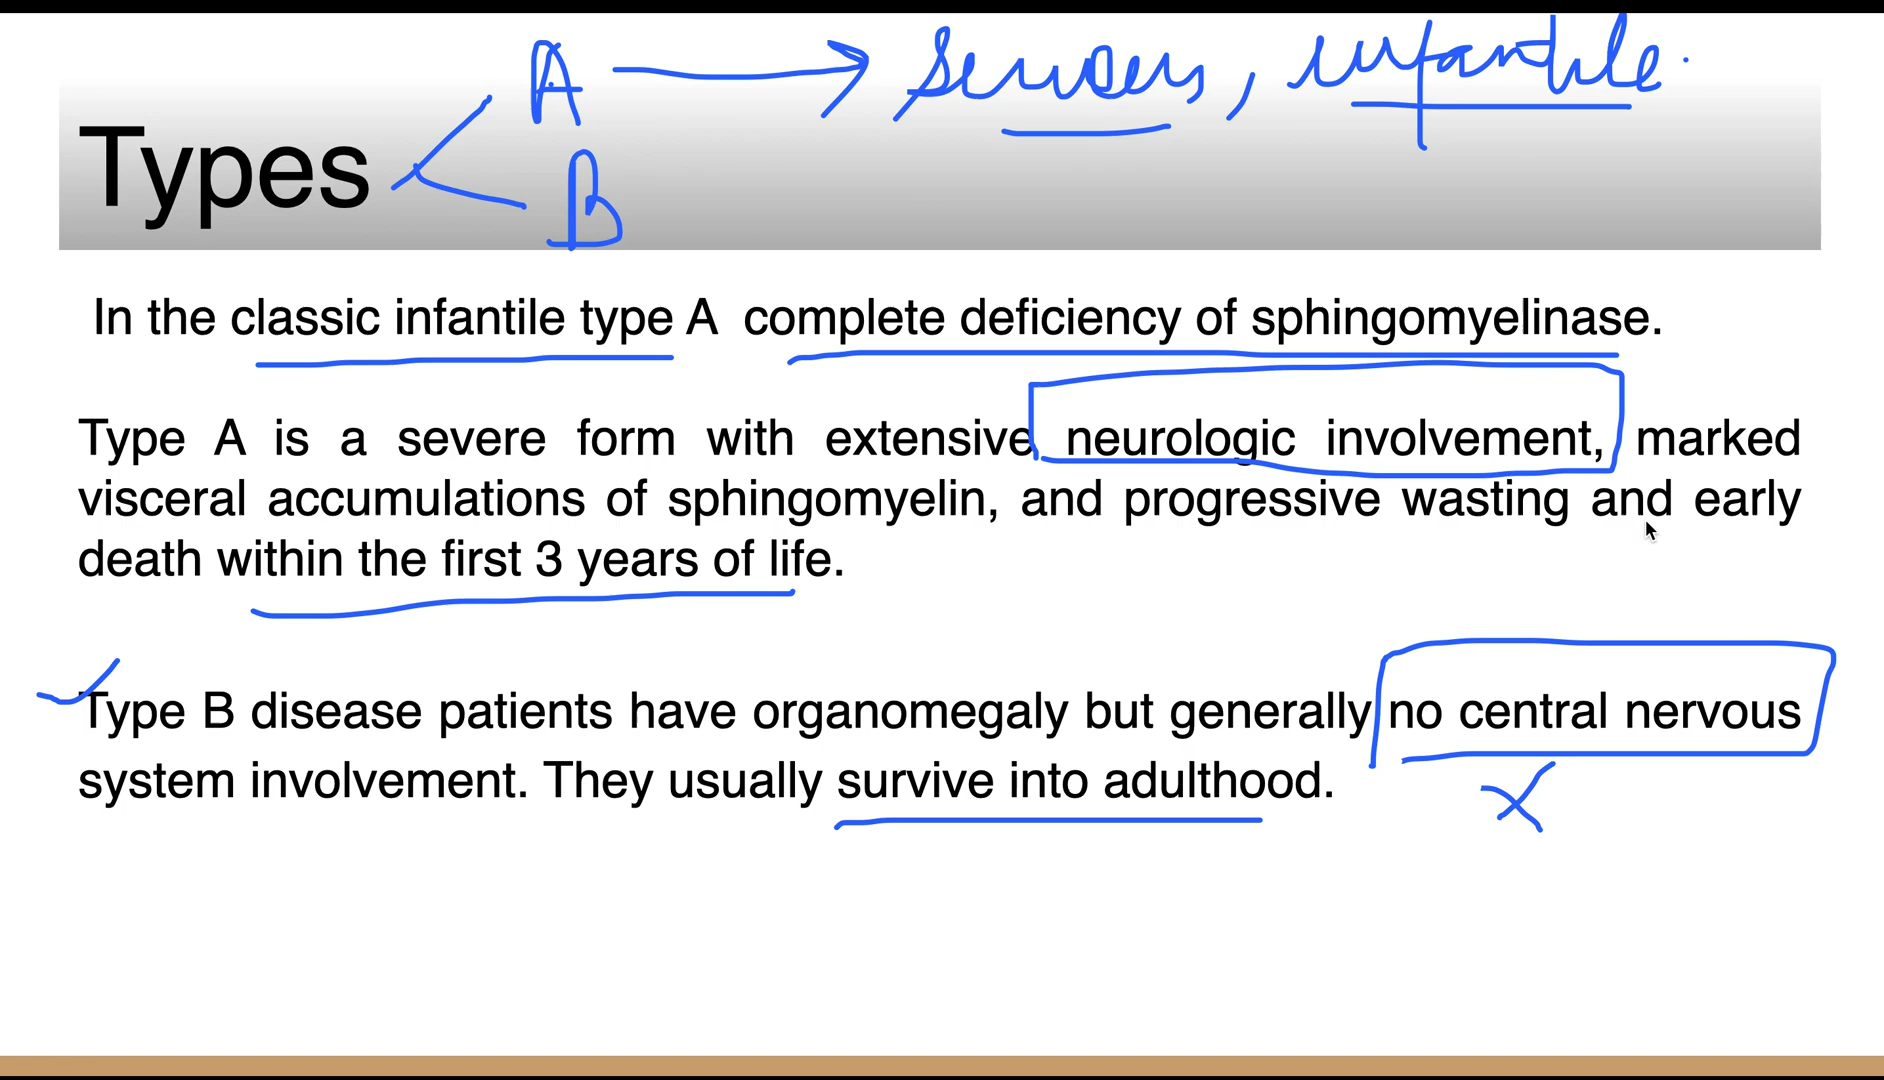 A → severe, infantile.
Types
B
In the classic infantile type A complete deficiency of sphingomyelinase.
Type A is a severe form with extensive neurologic involvement, marked
visceral accumulations of sphingomyelin, and progressive wasting and early
death within the first 3 years of life.
Type B disease patients have organomegaly but generally no central nervous
system involvement. They usually survive into adulthood.